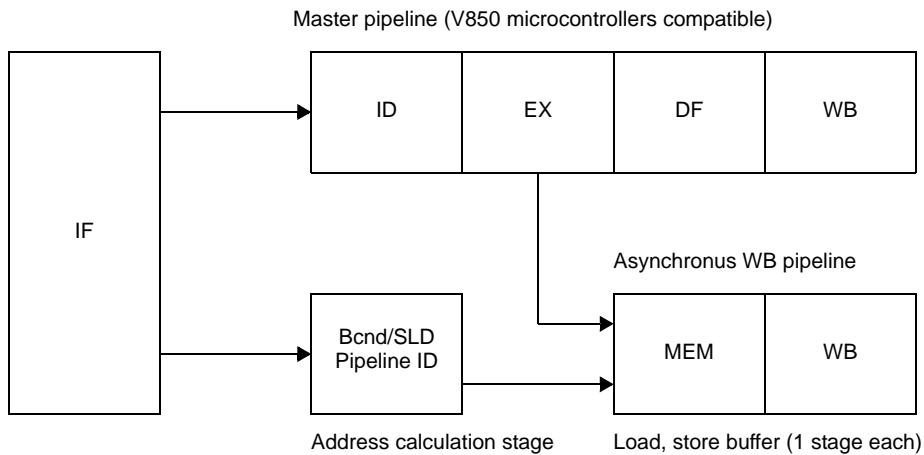 Master pipeline (V850 microcontrollers compatible)
ID
EX
DF
WB
IF
Asynchronus WB pipeline
Bcnd/SLD
Pipeline ID
MEM
WB
Address calculation stage
Load, store buffer (1 stage each)